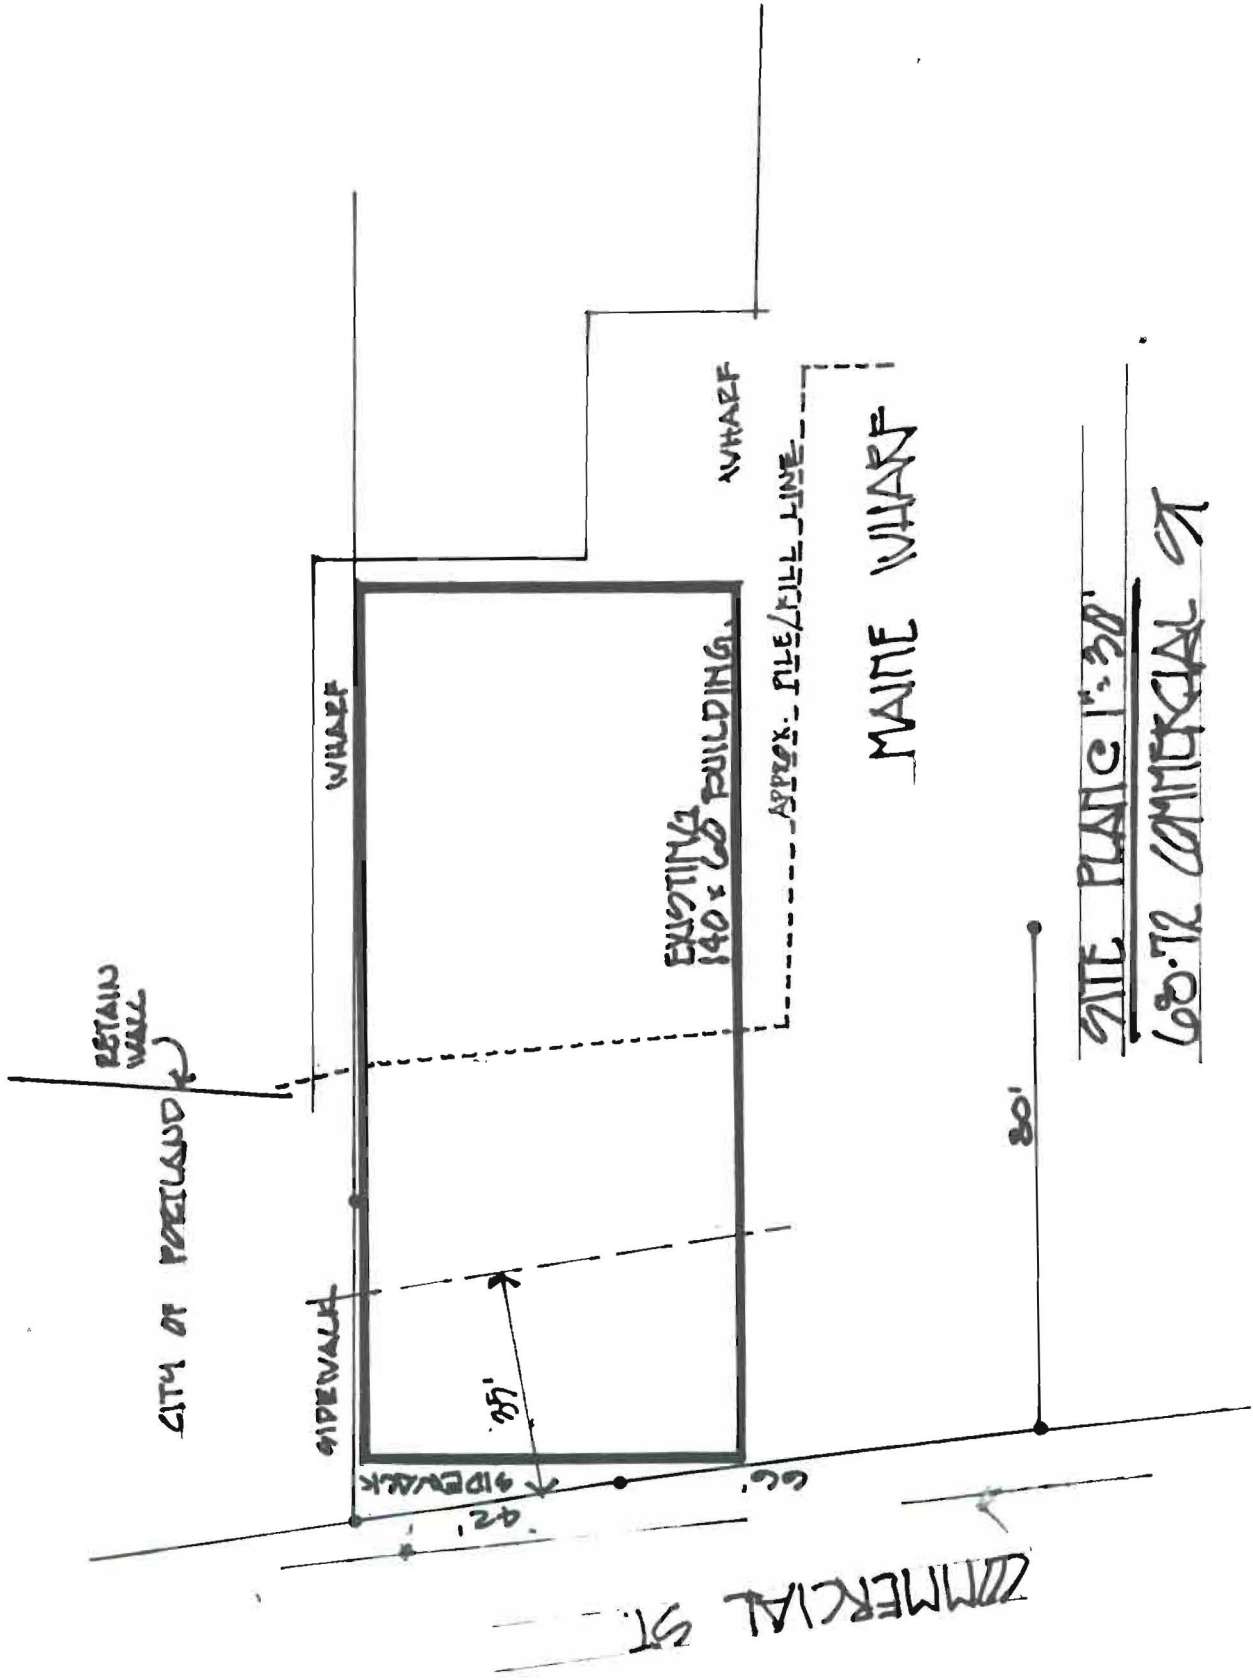 RETAIN
WALL
CITY OF PORTLAND
WHARF
SIDEWALK
EXISTING
140 x 60 BUILDING.
WHARF
APPROX. PILE/FILL LINE
MAINE WHARF
35'
SIDEWALK
42'
66'
80'
COMMERCIAL ST.
SITE PLAN @ 1"=30'
68·72 COMMERCIAL ST